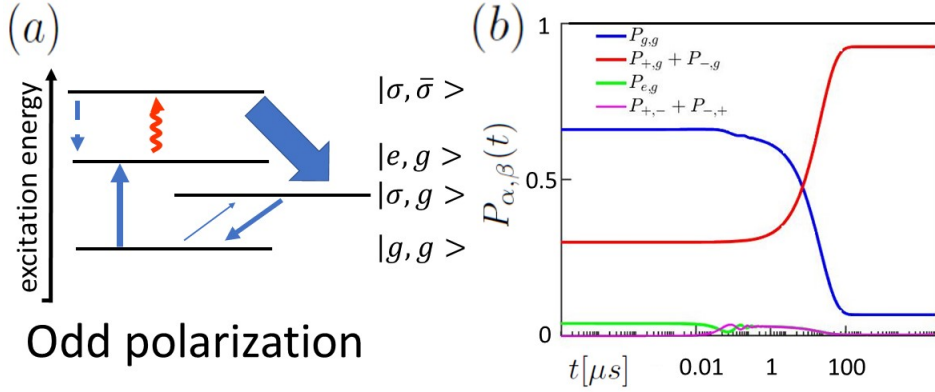 (a)
excitation energy
|σ, σ̄ >
|e, g >
|σ, g >
|g, g >
Odd polarization
(b)
P_{α,β}(t)
1
0.5
0
P_{g,g}
P_{+,g} + P_{-,g}
P_{e,g}
P_{+,-} + P_{-,+}
t[μs]
0.01
1
100